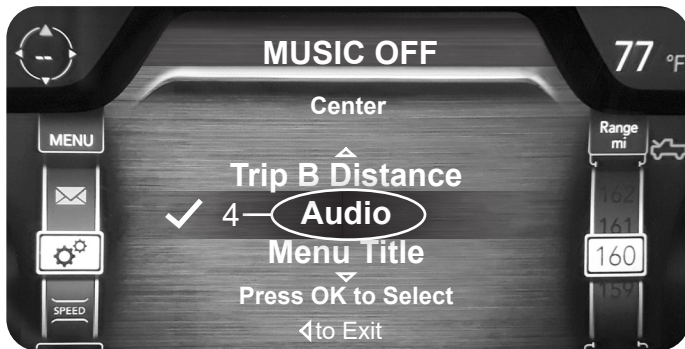 MUSIC OFF
77 °F
--
Center
MENU
Range
mi
Trip B Distance
162
4 Audio
161
Menu Title
160
Press OK to Select
159
SPEED
to Exit